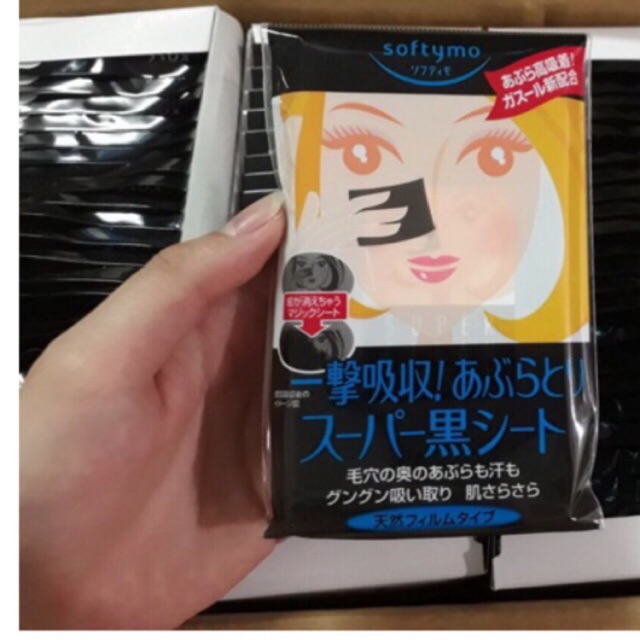 softymo
ソフティモ
あぶら高吸着!
ガスール新配合
絵が消えちゃう
マジックシート
SUPER
一撃吸収!あぶらとり
スーパー黒シート
毛穴の奥のあぶらも汗も
グングン吸い取り 肌さらさら
天然フィルムタイプ